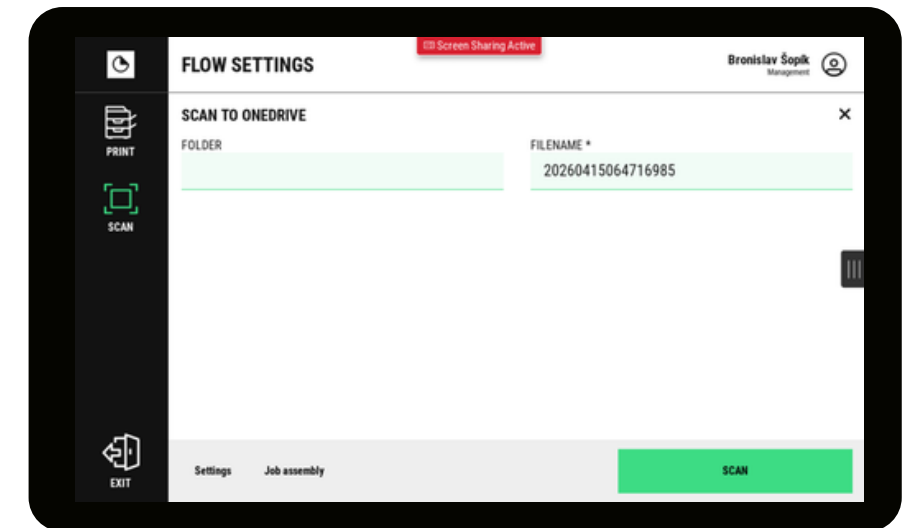 Screen Sharing Active
FLOW SETTINGS
Bronislav Šopík
Management
PRINT
SCAN
EXIT
SCAN TO ONEDRIVE
FOLDER
FILENAME *
20260415064716985
Settings
Job assembly
SCAN